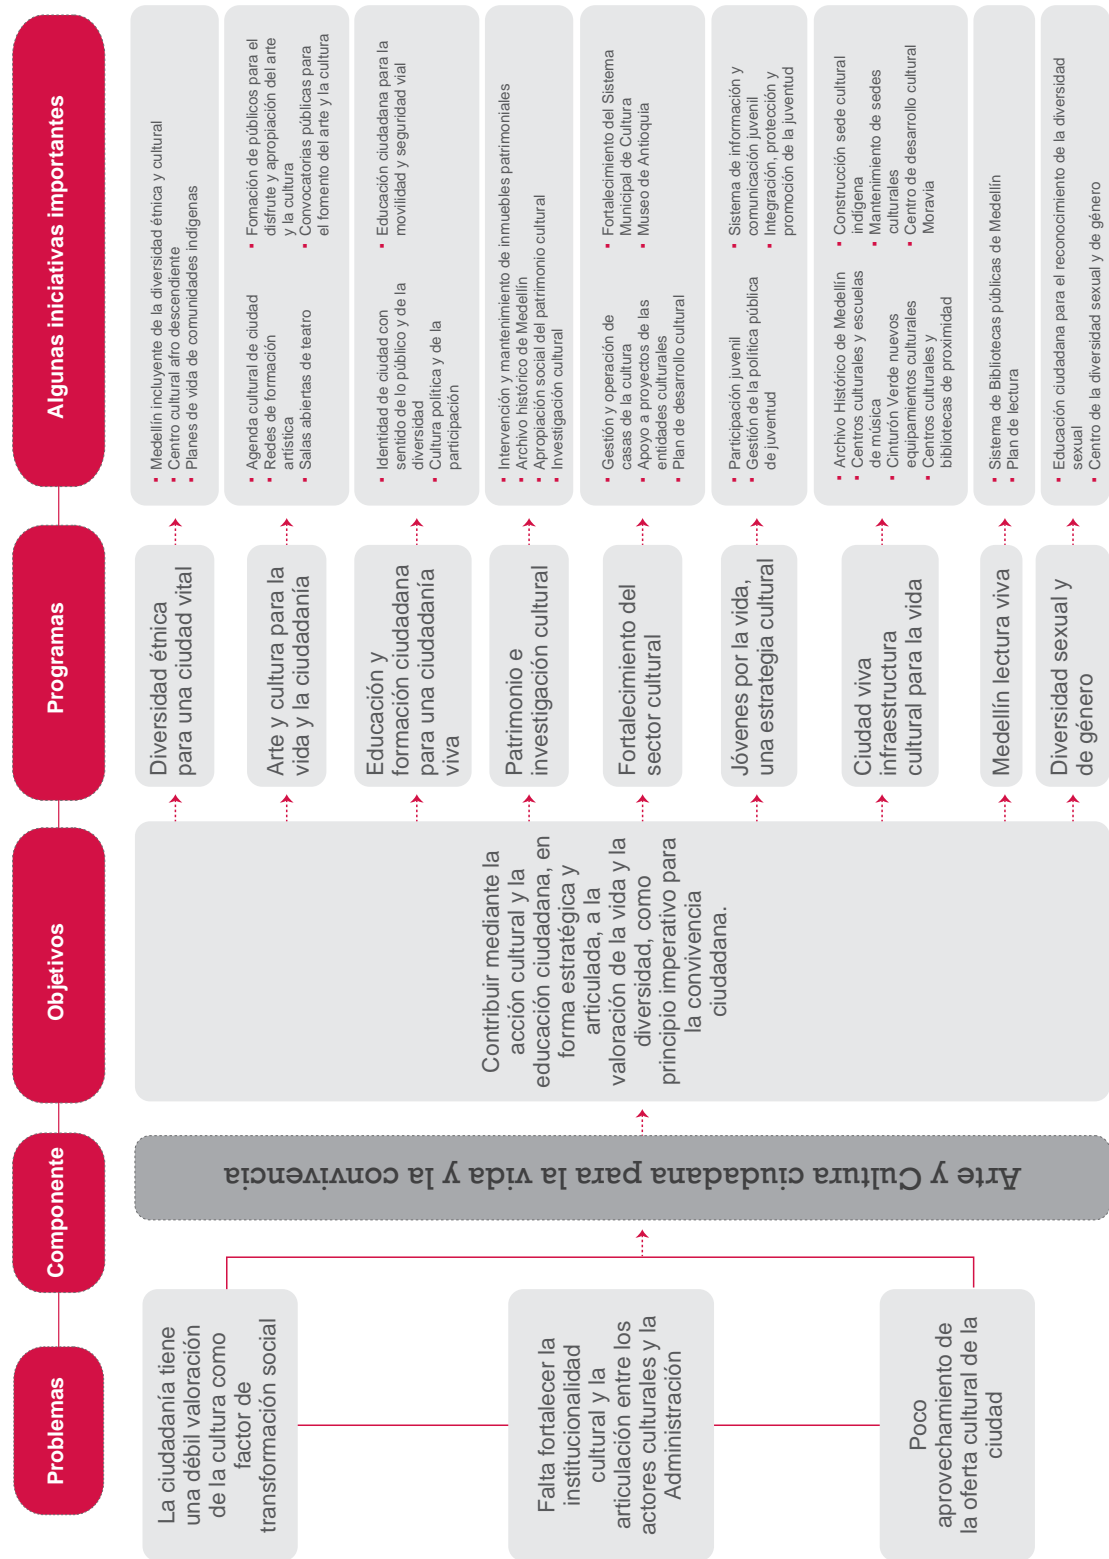 Problemas
Componente
Objetivos
Programas
Algunas iniciativas importantes
La ciudadanía tiene
una débil valoración
de la cultura como
factor de
transformación social
Falta fortalecer la
institucionalidad
cultural y la
articulación entre los
actores culturales y la
Administración
Poco
aprovechamiento de
la oferta cultural de la
ciudad
Arte y Cultura ciudadana para la vida y la convivencia
Contribuir mediante la
acción cultural y la
educación ciudadana, en
forma estratégica y
articulada, a la
valoración de la vida y la
diversidad, como
principio imperativo para
la convivencia
ciudadana.
Diversidad étnica
para una ciudad vital
▪ Medellín incluyente de la diversidad étnica y cultural
▪ Centro cultural afro descendiente
▪ Planes de vida de comunidades indígenas
Arte y cultura para la
vida y la ciudadanía
▪ Agenda cultural de ciudad
▪ Redes de formación
artística
▪ Salas abiertas de teatro
▪ Fomación de públicos para el
disfrute y apropiación del arte
y la cultura
▪ Convocatorias públicas para
el fomento del arte y la cultura
Educación y
formación ciudadana
para una ciudadanía
viva
▪ Identidad de ciudad con
sentido de lo público y de la
diversidad
▪ Cultura política y de la
participación
▪ Educación ciudadana para la
movilidad y seguridad vial
Patrimonio e
investigación cultural
▪ Intervención y mantenimiento de inmuebles patrimoniales
▪ Archivo histórico de Medellín
▪ Apropiación social del patrimonio cultural
▪ Investigación cultural
Fortalecimiento del
sector cultural
▪ Gestión y operación de
casas de la cultura
▪ Apoyo a proyectos de las
entidades culturales
▪ Plan de desarrollo cultural
▪ Fortalecimiento del Sistema
Municipal de Cultura
▪ Museo de Antioquia
Jóvenes por la vida,
una estrategia cultural
▪ Participación juvenil
▪ Gestión de la política pública
de juventud
▪ Sistema de información y
comunicación juvenil
▪ Integración, protección y
promoción de la juventud
Ciudad viva
infraestructura
cultural para la vida
▪ Archivo Histórico de Medellín
▪ Centros culturales y escuelas
de música
▪ Cinturón Verde nuevos
equipamientos culturales
▪ Centros culturales y
bibliotecas de proximidad
▪ Construcción sede cultural
indígena
▪ Mantenimiento de sedes
culturales
▪ Centro de desarrollo cultural
Moravia
Medellín lectura viva
▪ Sistema de Bibliotecas públicas de Medellín
▪ Plan de lectura
Diversidad sexual y
de género
▪ Educación ciudadana para el reconocimiento de la diversidad
sexual
▪ Centro de la diversidad sexual y de género